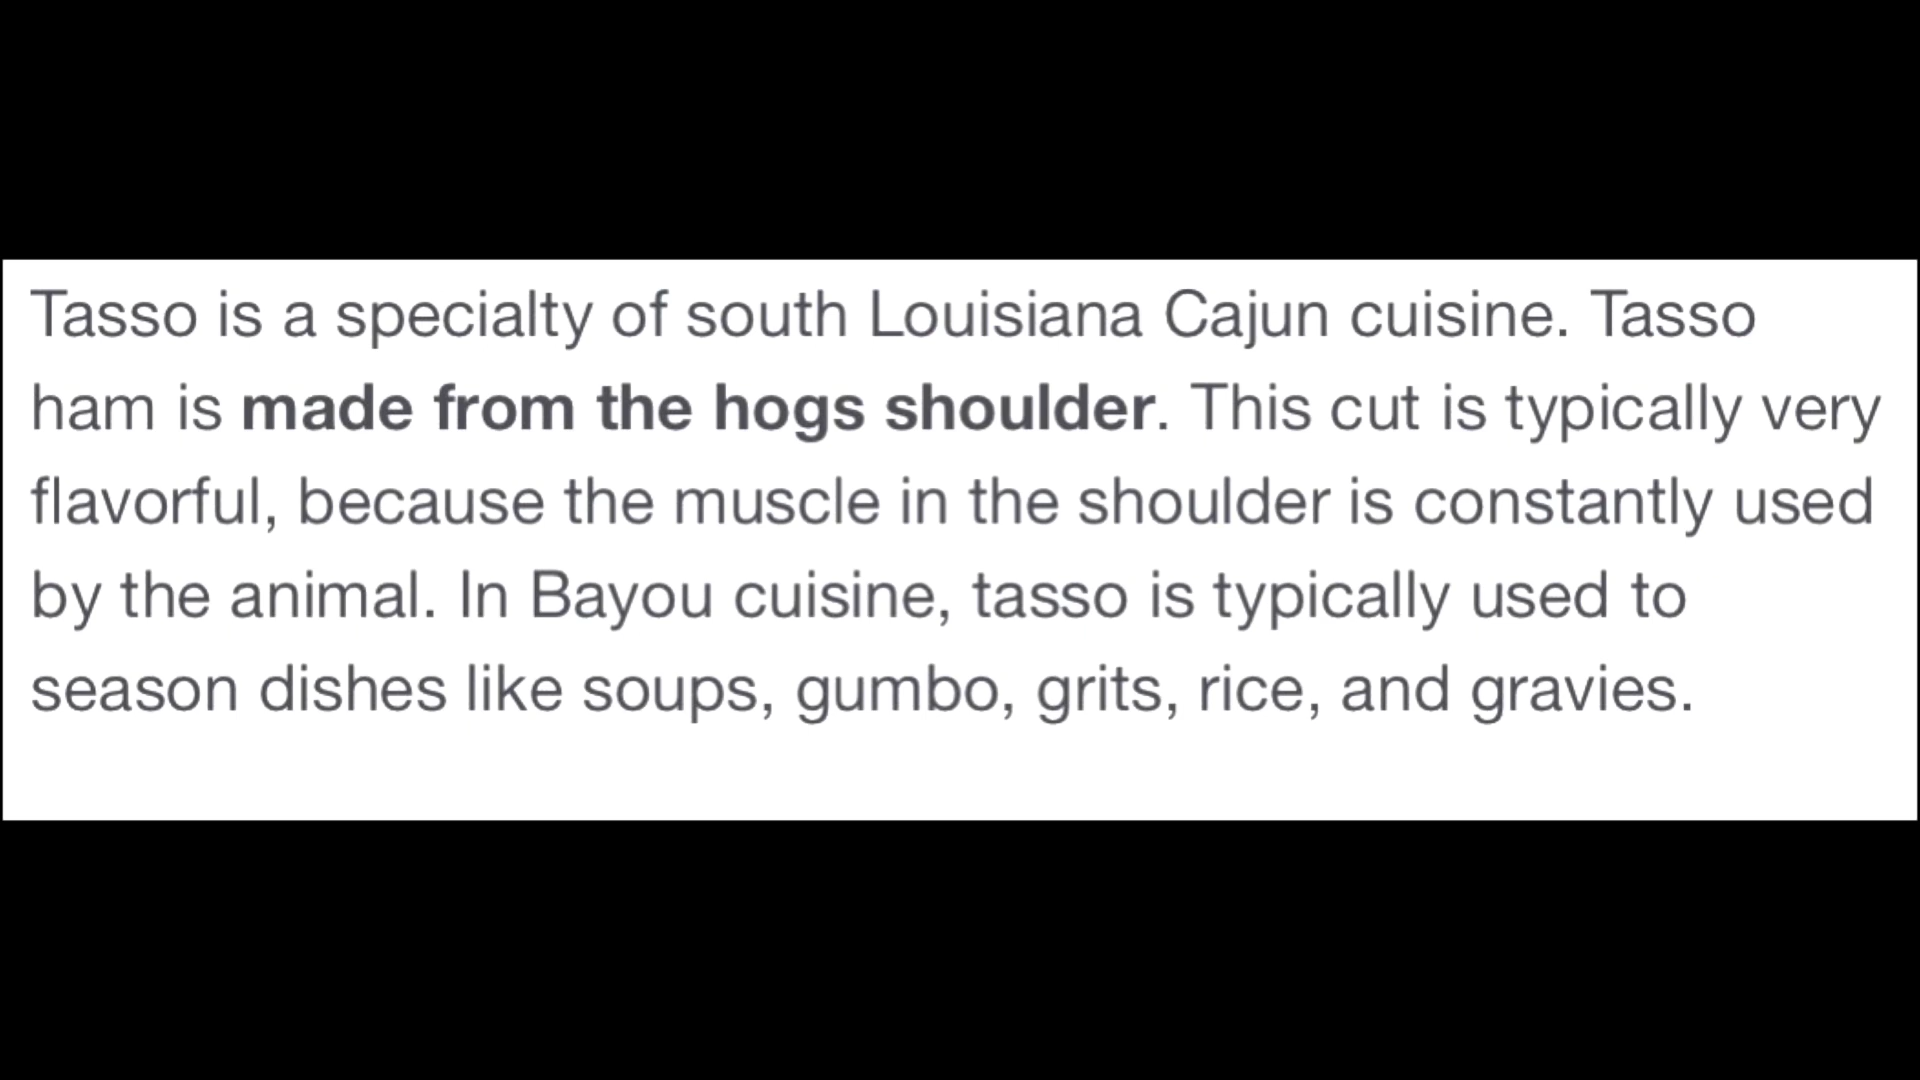 Tasso is a specialty of south Louisiana Cajun cuisine. Tasso
ham is made from the hogs shoulder. This cut is typically very
flavorful, because the muscle in the shoulder is constantly used
by the animal. In Bayou cuisine, tasso is typically used to
season dishes like soups, gumbo, grits, rice, and gravies.